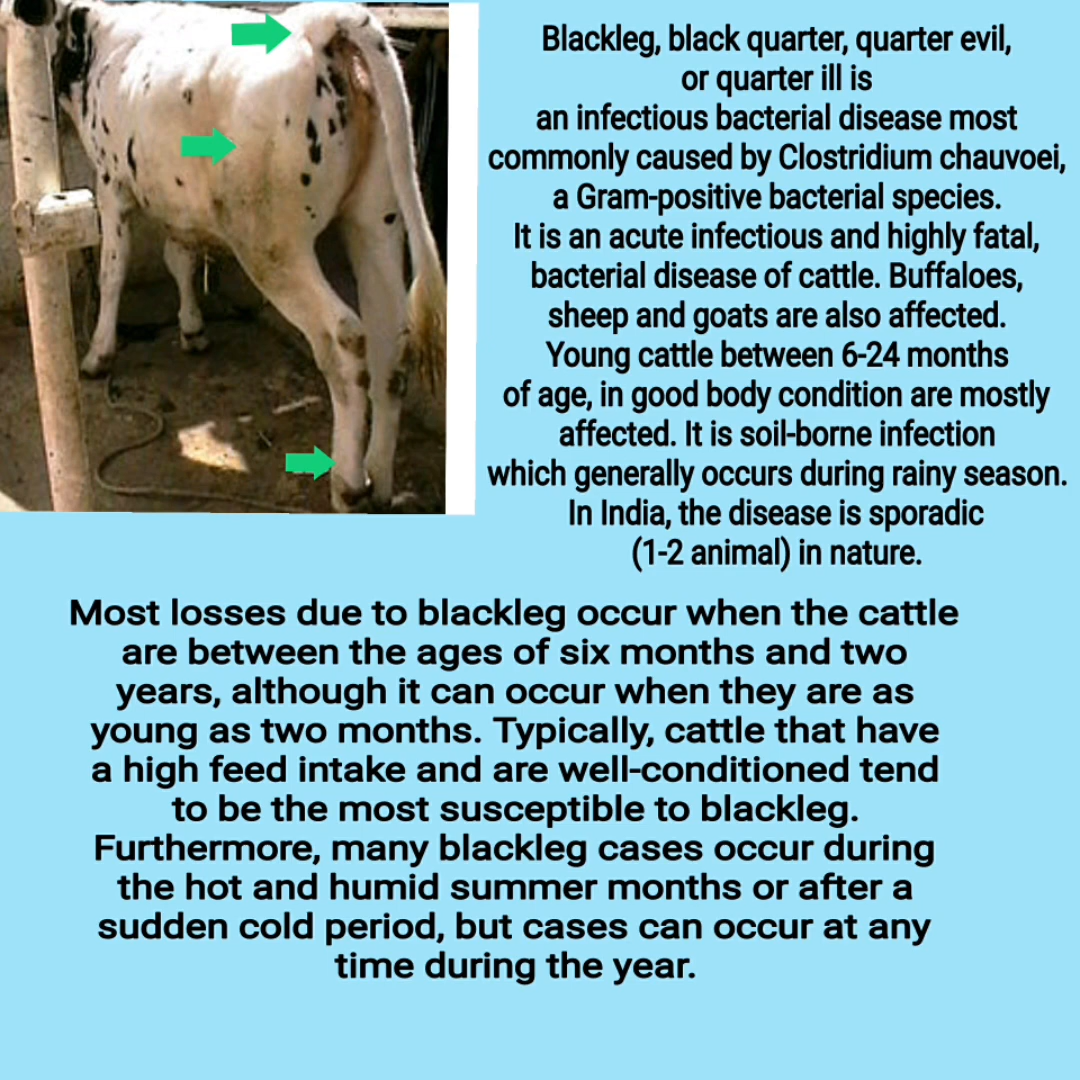 Blackleg, black quarter, quarter evil,
or quarter ill is
an infectious bacterial disease most
commonly caused by Clostridium chauvoei,
a Gram-positive bacterial species.
It is an acute infectious and highly fatal,
bacterial disease of cattle. Buffaloes,
sheep and goats are also affected.
Young cattle between 6-24 months
of age, in good body condition are mostly
affected. It is soil-borne infection
which generally occurs during rainy season.
In India, the disease is sporadic
(1-2 animal) in nature.
Most losses due to blackleg occur when the cattle
are between the ages of six months and two
years, although it can occur when they are as
young as two months. Typically, cattle that have
a high feed intake and are well-conditioned tend
to be the most susceptible to blackleg.
Furthermore, many blackleg cases occur during
the hot and humid summer months or after a
sudden cold period, but cases can occur at any
time during the year.